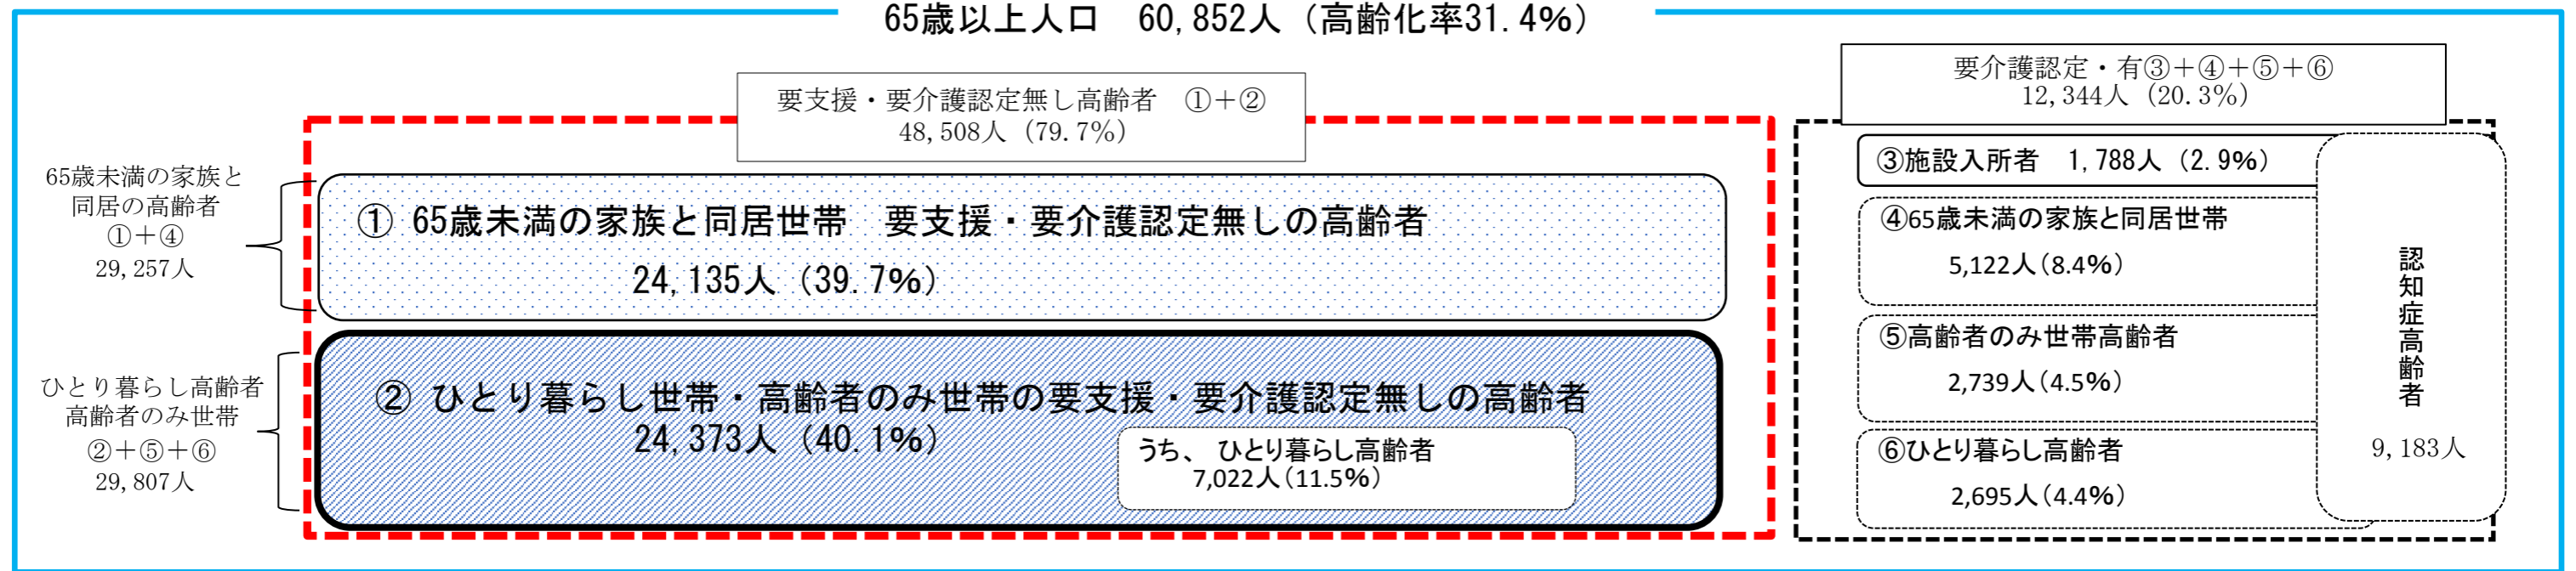 65歳以上人口　60,852人（高齢化率31.4%）
要支援・要介護認定無し高齢者　①＋②
48,508人（79.7%）
要介護認定・有③＋④＋⑤＋⑥
12,344人（20.3%）
65歳未満の家族と
同居の高齢者
①＋④
29,257人
① 65歳未満の家族と同居世帯　要支援・要介護認定無しの高齢者
24,135人（39.7%）
ひとり暮らし高齢者
高齢者のみ世帯
②＋⑤＋⑥
29,807人
② ひとり暮らし世帯・高齢者のみ世帯の要支援・要介護認定無しの高齢者
24,373人（40.1%）
うち、 ひとり暮らし高齢者
7,022人（11.5%）
③施設入所者　1,788人（2.9%）
④65歳未満の家族と同居世帯
5,122人（8.4%）
⑤高齢者のみ世帯高齢者
2,739人（4.5%）
⑥ひとり暮らし高齢者
2,695人（4.4%）
認知症高齢者
9,183人